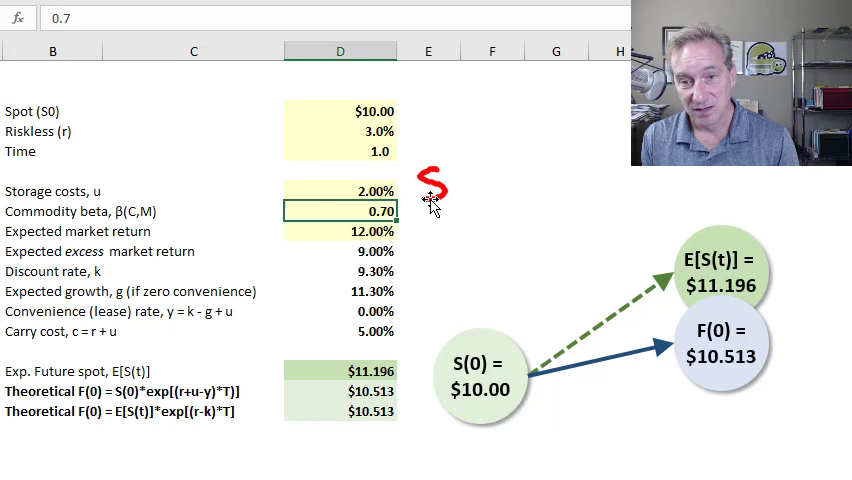 fx 0.7
B C D E F G H
Spot (S0) $10.00
Riskless (r) 3.0%
Time 1.0
Storage costs, u 2.00%
Commodity beta, β(C,M) 0.70
Expected market return 12.00%
Expected excess market return 9.00%
Discount rate, k 9.30%
Expected growth, g (if zero convenience) 11.30%
Convenience (lease) rate, y = k - g + u 0.00%
Carry cost, c = r + u 5.00%
Exp. Future spot, E[S(t)] $11.196
Theoretical F(0) = S(0)*exp[(r+u-y)*T)] $10.513
Theoretical F(0) = E[S(t)]*exp[(r-k)*T] $10.513
S
E[S(t)] =
$11.196
F(0) =
$10.513
S(0) =
$10.00